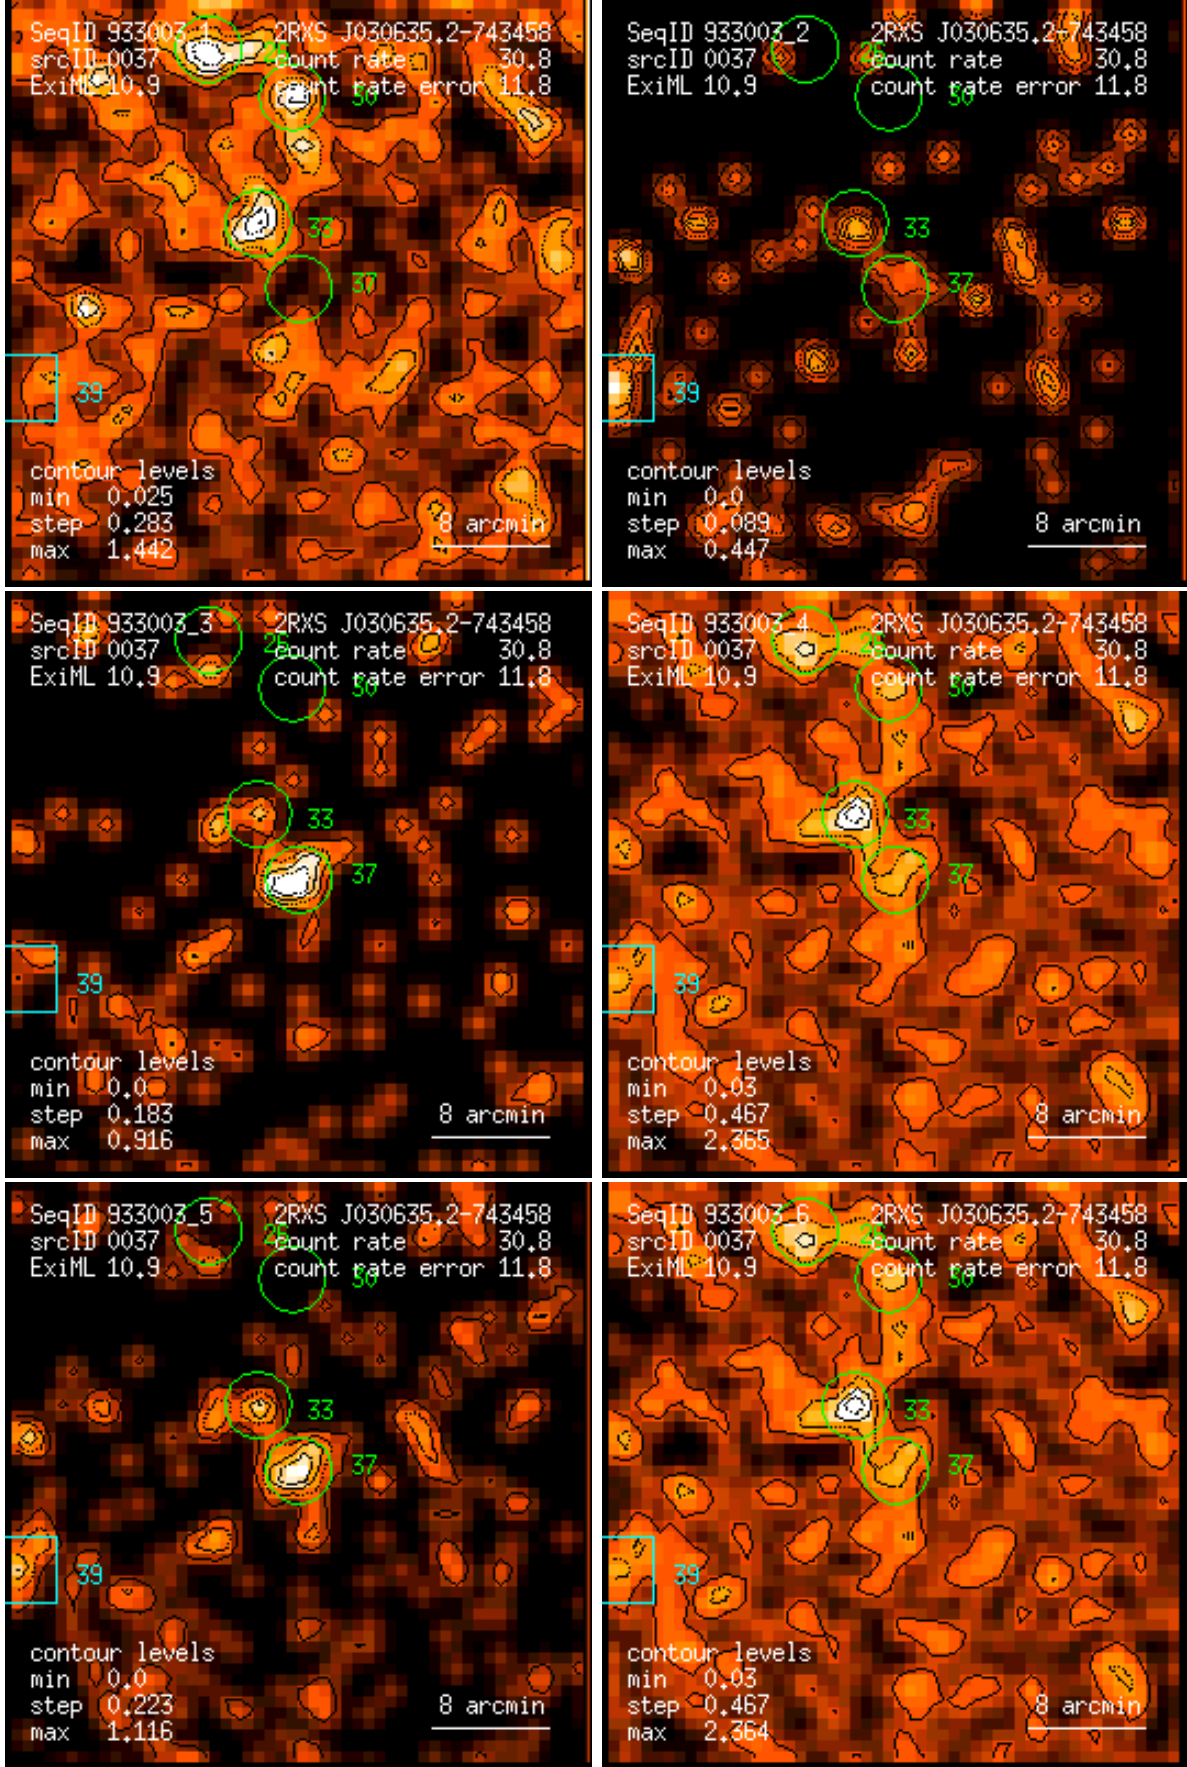 SeqID 933003_1 2RXS J030635.2-743458
srcID 0037 count rate 30.8
ExiML 10.9 count rate error 11.8
50
33
37
39
contour levels
min 0.025
step 0.283
max 1.442
8 arcmin
SeqID 933003_2 2RXS J030635.2-743458
srcID 0037 count rate 30.8
ExiML 10.9 count rate error 11.8
50
33
37
39
contour levels
min 0.0
step 0.089
max 0.447
8 arcmin
SeqID 933003_3 2RXS J030635.2-743458
srcID 0037 count rate 30.8
ExiML 10.9 count rate error 11.8
50
33
37
39
contour levels
min 0.0
step 0.183
max 0.916
8 arcmin
SeqID 933003_4 2RXS J030635.2-743458
srcID 0037 count rate 30.8
ExiML 10.9 count rate error 11.8
50
33
37
39
contour levels
min 0.03
step 0.467
max 2.365
8 arcmin
SeqID 933003_5 2RXS J030635.2-743458
srcID 0037 count rate 30.8
ExiML 10.9 count rate error 11.8
50
33
37
39
contour levels
min 0.0
step 0.223
max 1.116
8 arcmin
SeqID 933003_6 2RXS J030635.2-743458
srcID 0037 count rate 30.8
ExiML 10.9 count rate error 11.8
50
33
37
39
contour levels
min 0.03
step 0.467
max 2.364
8 arcmin